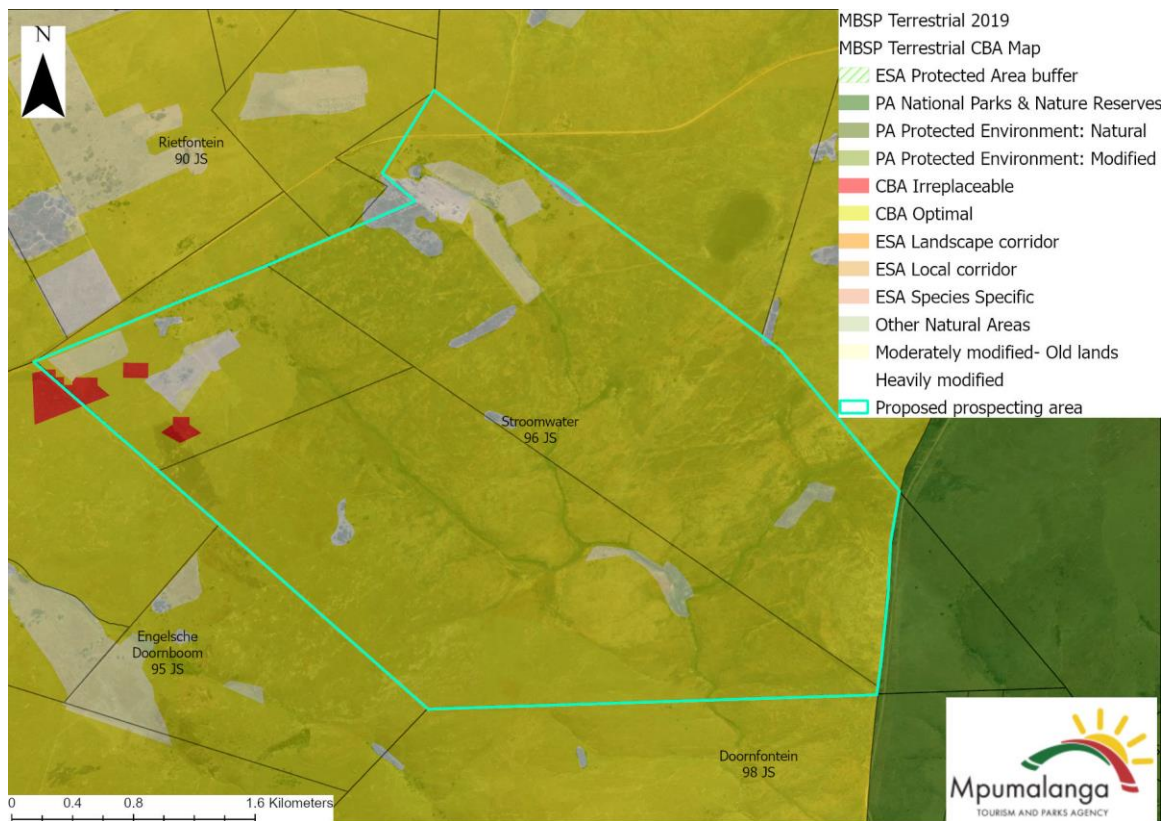 MBSP Terrestrial 2019
MBSP Terrestrial CBA Map
ESA Protected Area buffer
PA National Parks & Nature Reserves
PA Protected Environment: Natural
PA Protected Environment: Modified
CBA Irreplaceable
CBA Optimal
ESA Landscape corridor
ESA Local corridor
ESA Species Specific
Other Natural Areas
Moderately modified- Old lands
Heavily modified
Proposed prospecting area
N
Rietfontein
90 JS
Stroomwater
96 JS
Engelsche
Doornboom
95 JS
Doornfontein
98 JS
0 0.4 0.8 1.6 Kilometers
Mpumalanga
TOURISM AND PARKS AGENCY